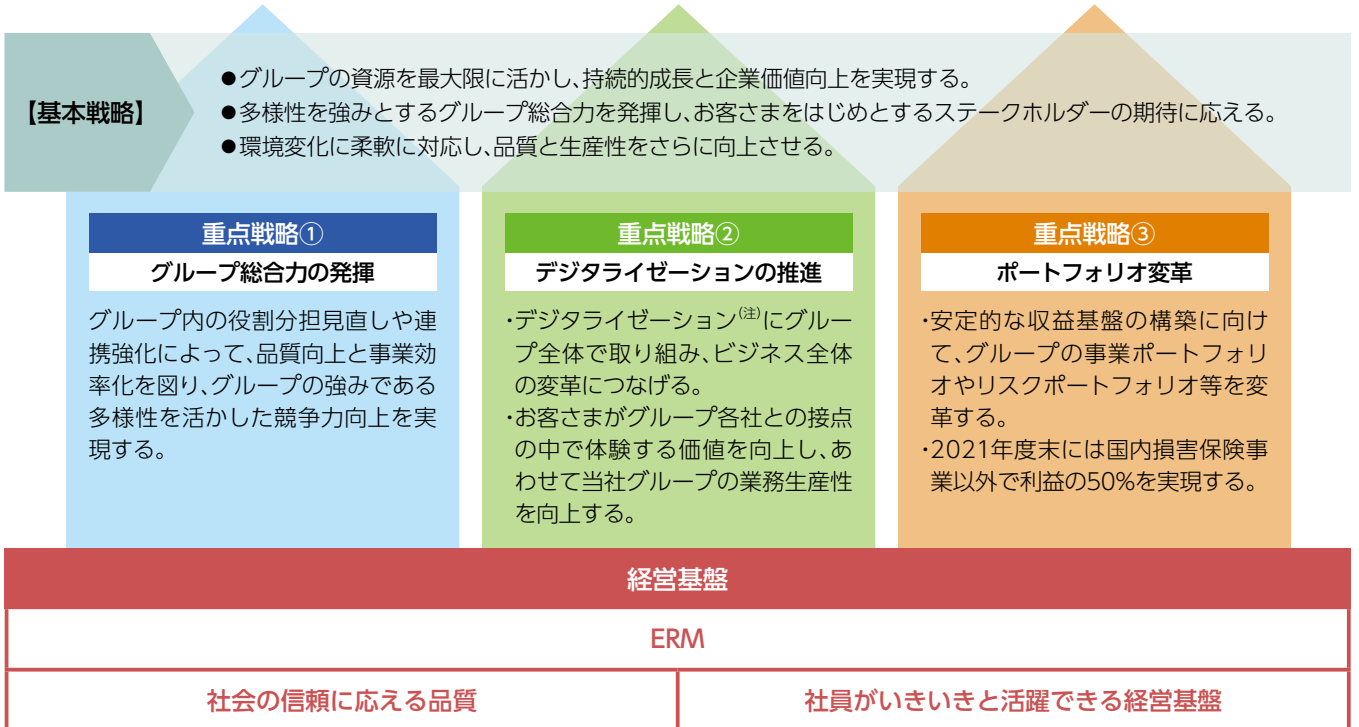 【基本戦略】
●グループの資源を最大限に活かし、持続的成長と企業価値向上を実現する。
●多様性を強みとするグループ総合力を発揮し、お客さまをはじめとするステークホルダーの期待に応える。
●環境変化に柔軟に対応し、品質と生産性をさらに向上させる。
重点戦略①
グループ総合力の発揮
グループ内の役割分担見直しや連
携強化によって、品質向上と事業効
率化を図り、グループの強みである
多様性を活かした競争力向上を実
現する。
重点戦略②
デジタライゼーションの推進
・デジタライゼーション(注)にグルー
プ全体で取り組み、ビジネス全体
の変革につなげる。
・お客さまがグループ各社との接点
の中で体験する価値を向上し、あ
わせて当社グループの業務生産性
を向上する。
重点戦略③
ポートフォリオ変革
・安定的な収益基盤の構築に向け
て、グループの事業ポートフォリ
オやリスクポートフォリオ等を変
革する。
・2021年度末には国内損害保険事
業以外で利益の50%を実現する。
経営基盤
ERM
社会の信頼に応える品質
社員がいきいきと活躍できる経営基盤